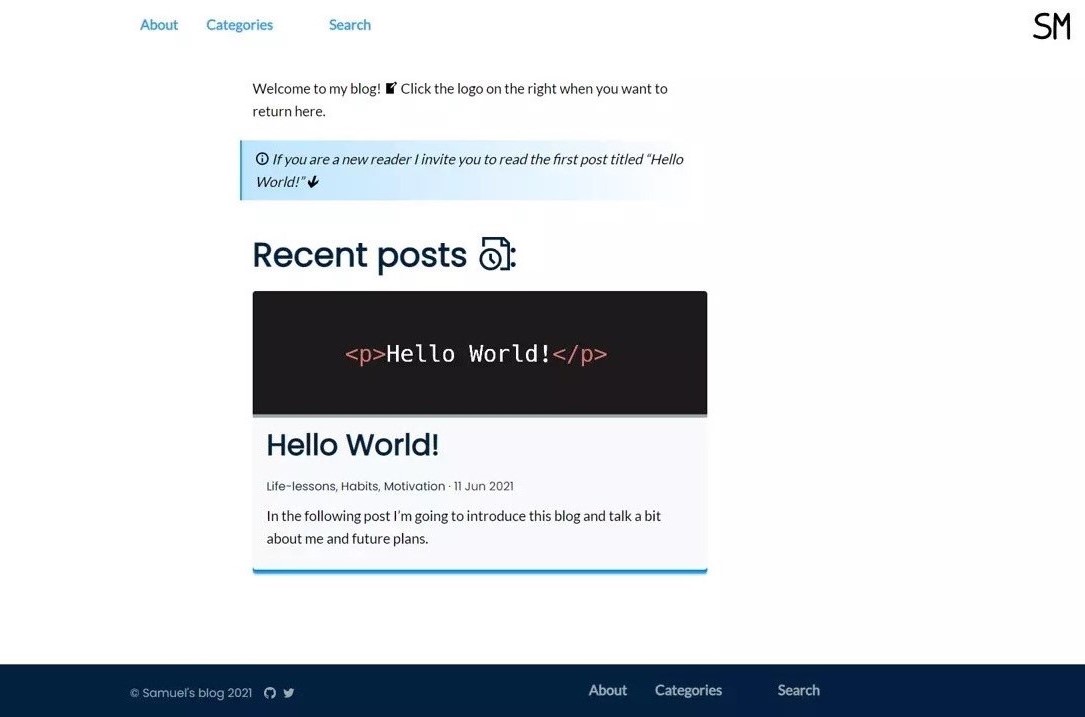 About Categories Search
SM
Welcome to my blog! Click the logo on the right when you want to
return here.
If you are a new reader I invite you to read the first post titled “Hello
World!”
Recent posts :
<p>Hello World!</p>
Hello World!
Life-lessons, Habits, Motivation · 11 Jun 2021
In the following post I'm going to introduce this blog and talk a bit
about me and future plans.
© Samuel's blog 2021
About Categories Search